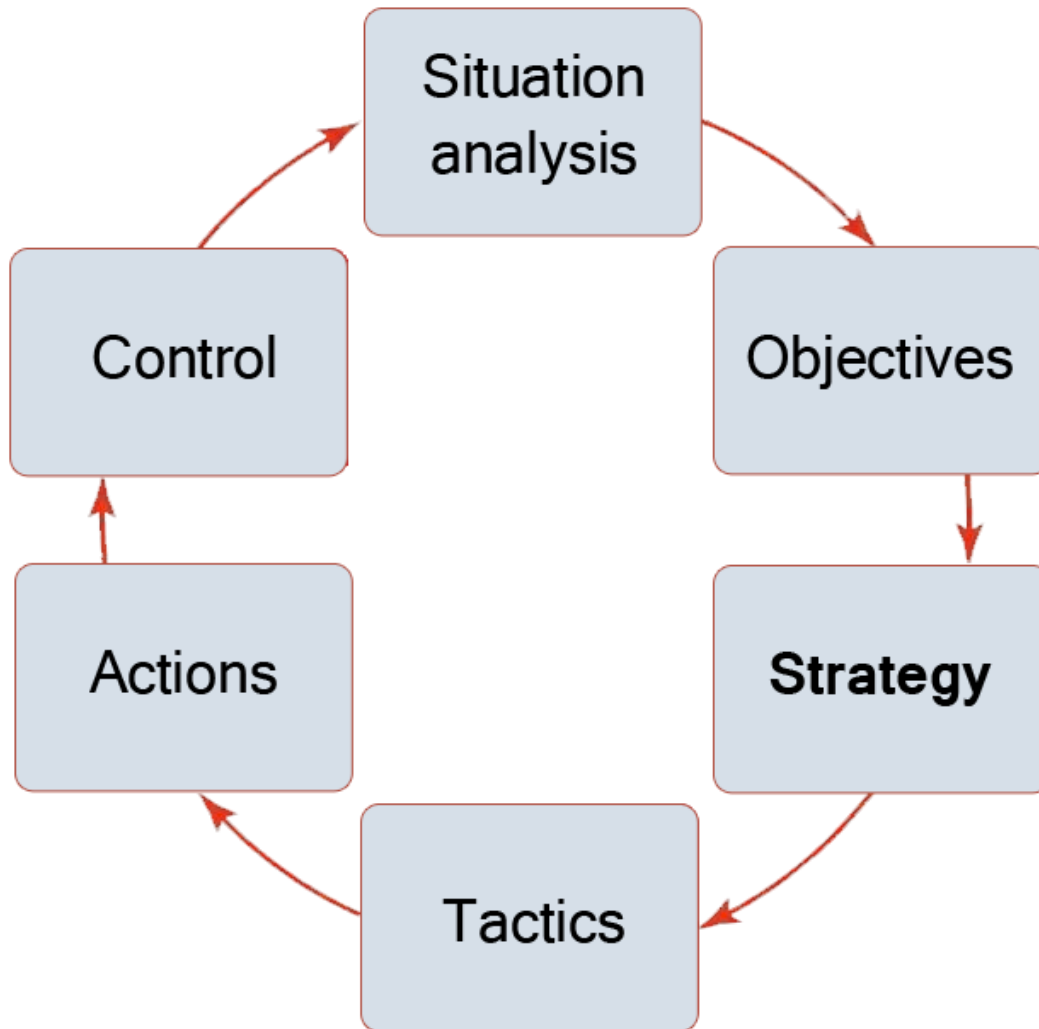 Situation
analysis
Objectives
Strategy
Tactics
Actions
Control